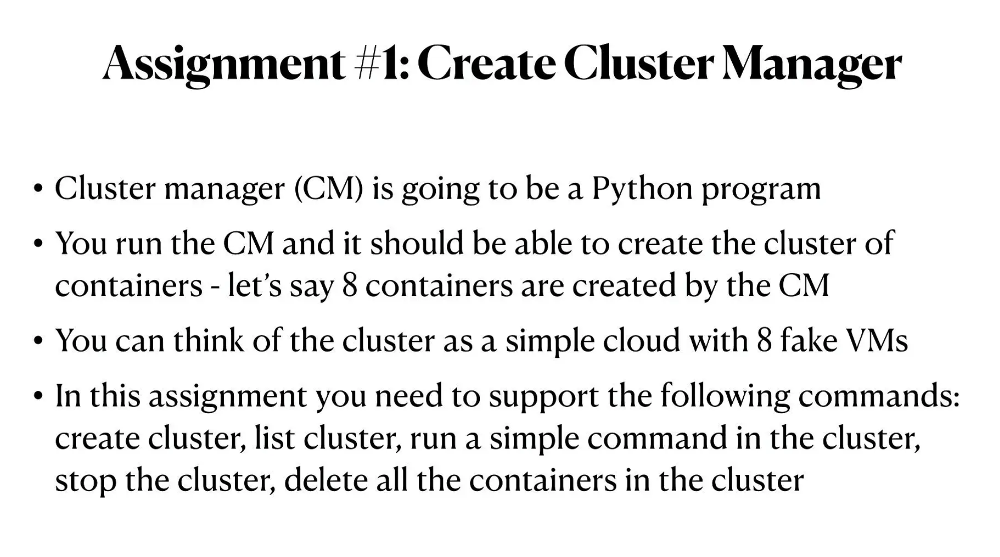 Assignment #1: Create Cluster Manager
• Cluster manager (CM) is going to be a Python program
• You run the CM and it should be able to create the cluster of
containers - let’s say 8 containers are created by the CM
• You can think of the cluster as a simple cloud with 8 fake VMs
• In this assignment you need to support the following commands:
create cluster, list cluster, run a simple command in the cluster,
stop the cluster, delete all the containers in the cluster